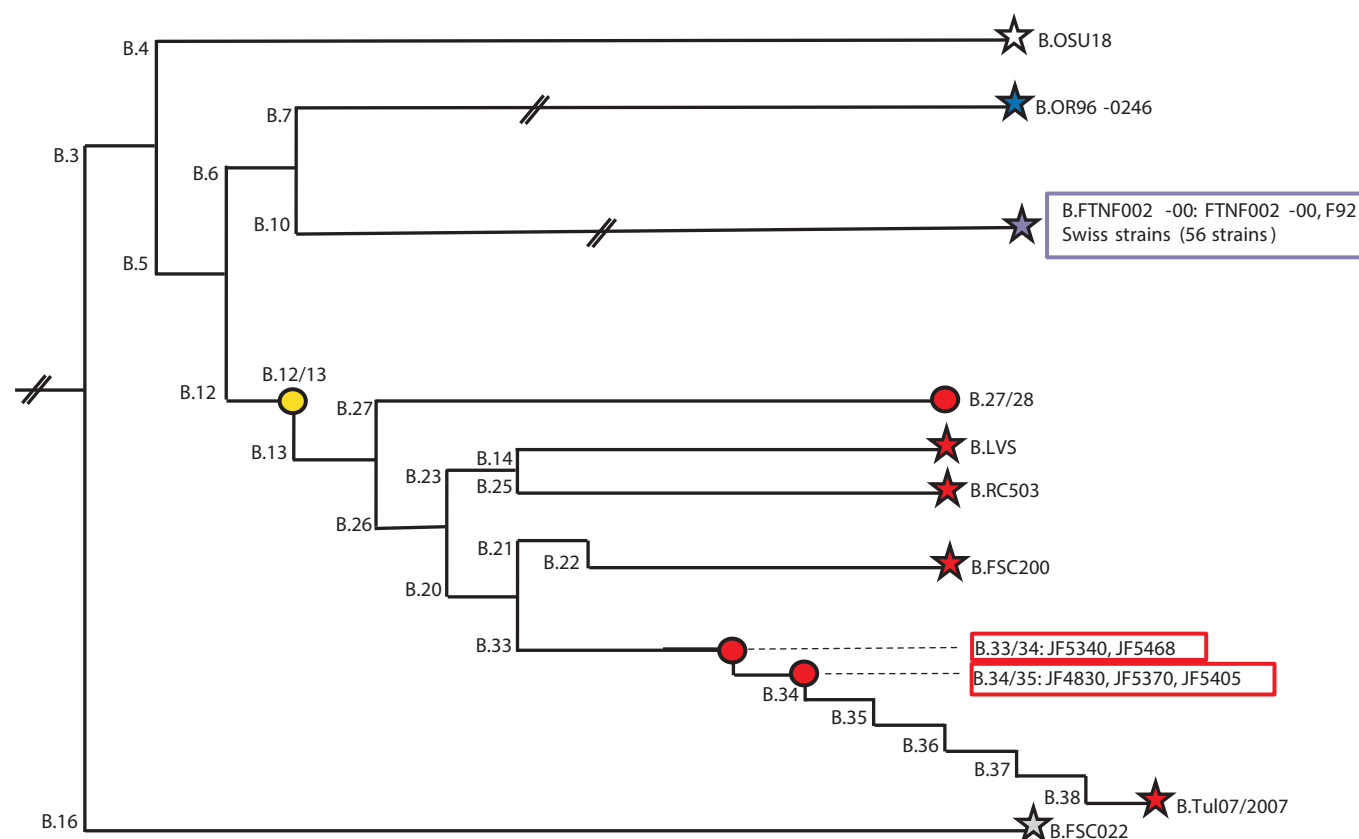 B.4
B.OSU18
B.7
B.OR96 -0246
B.3
B.6
B.10
B.FTNF002 -00: FTNF002 -00, F92
Swiss strains (56 strains)
B.5
B.12/13
B.12
B.27
B.27/28
B.13
B.14
B.LVS
B.23
B.25
B.RC503
B.26
B.21
B.22
B.FSC200
B.20
B.33
B.33/34: JF5340, JF5468
B.34/35: JF4830, JF5370, JF5405
B.34
B.35
B.36
B.37
B.38
B.Tul07/2007
B.16
B.FSC022